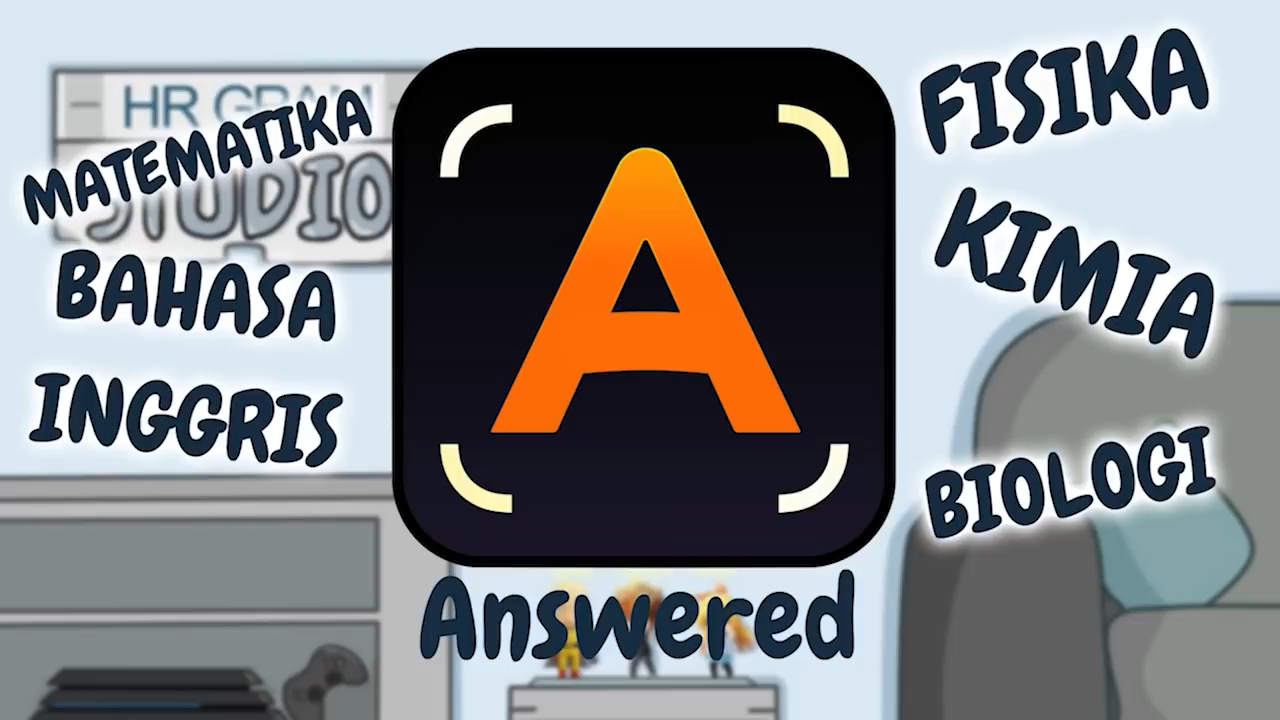 HR GRAM
STUDIO
MATEMATIKA
BAHASA
INGGRIS
A
Answered
FISIKA
KIMIA
BIOLOGI